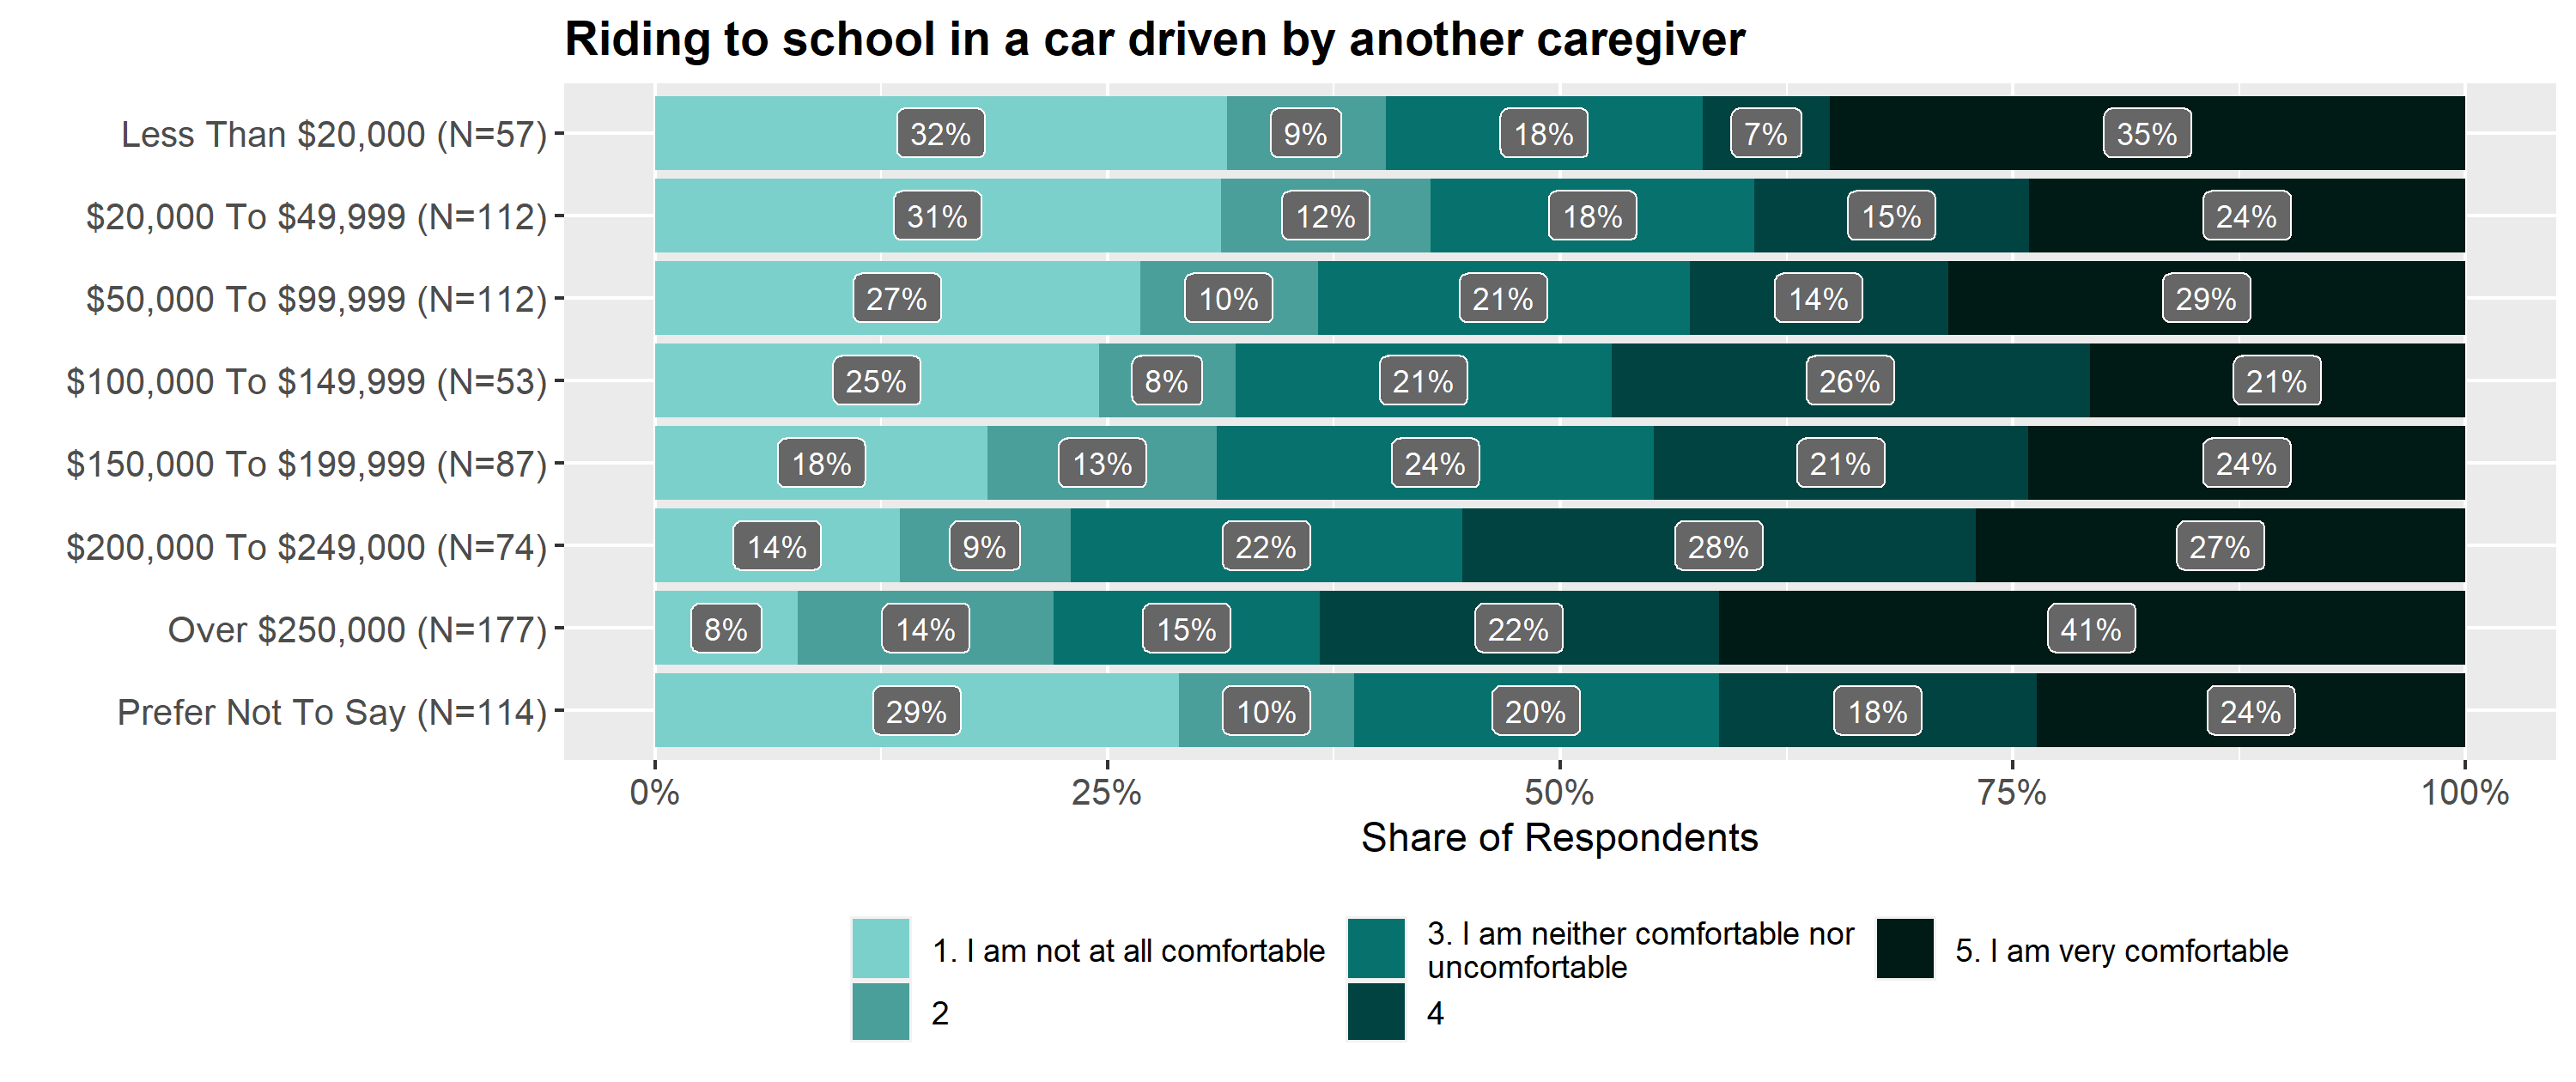 Riding to school in a car driven by another caregiver
Less Than $20,000 (N=57) 32% 9% 18% 7% 35%
$20,000 To $49,999 (N=112) 31% 12% 18% 15% 24%
$50,000 To $99,999 (N=112) 27% 10% 21% 14% 29%
$100,000 To $149,999 (N=53) 25% 8% 21% 26% 21%
$150,000 To $199,999 (N=87) 18% 13% 24% 21% 24%
$200,000 To $249,000 (N=74) 14% 9% 22% 28% 27%
Over $250,000 (N=177) 8% 14% 15% 22% 41%
Prefer Not To Say (N=114) 29% 10% 20% 18% 24%
0% 25% 50% 75% 100%
Share of Respondents
1. I am not at all comfortable
2
3. I am neither comfortable nor
uncomfortable
4
5. I am very comfortable